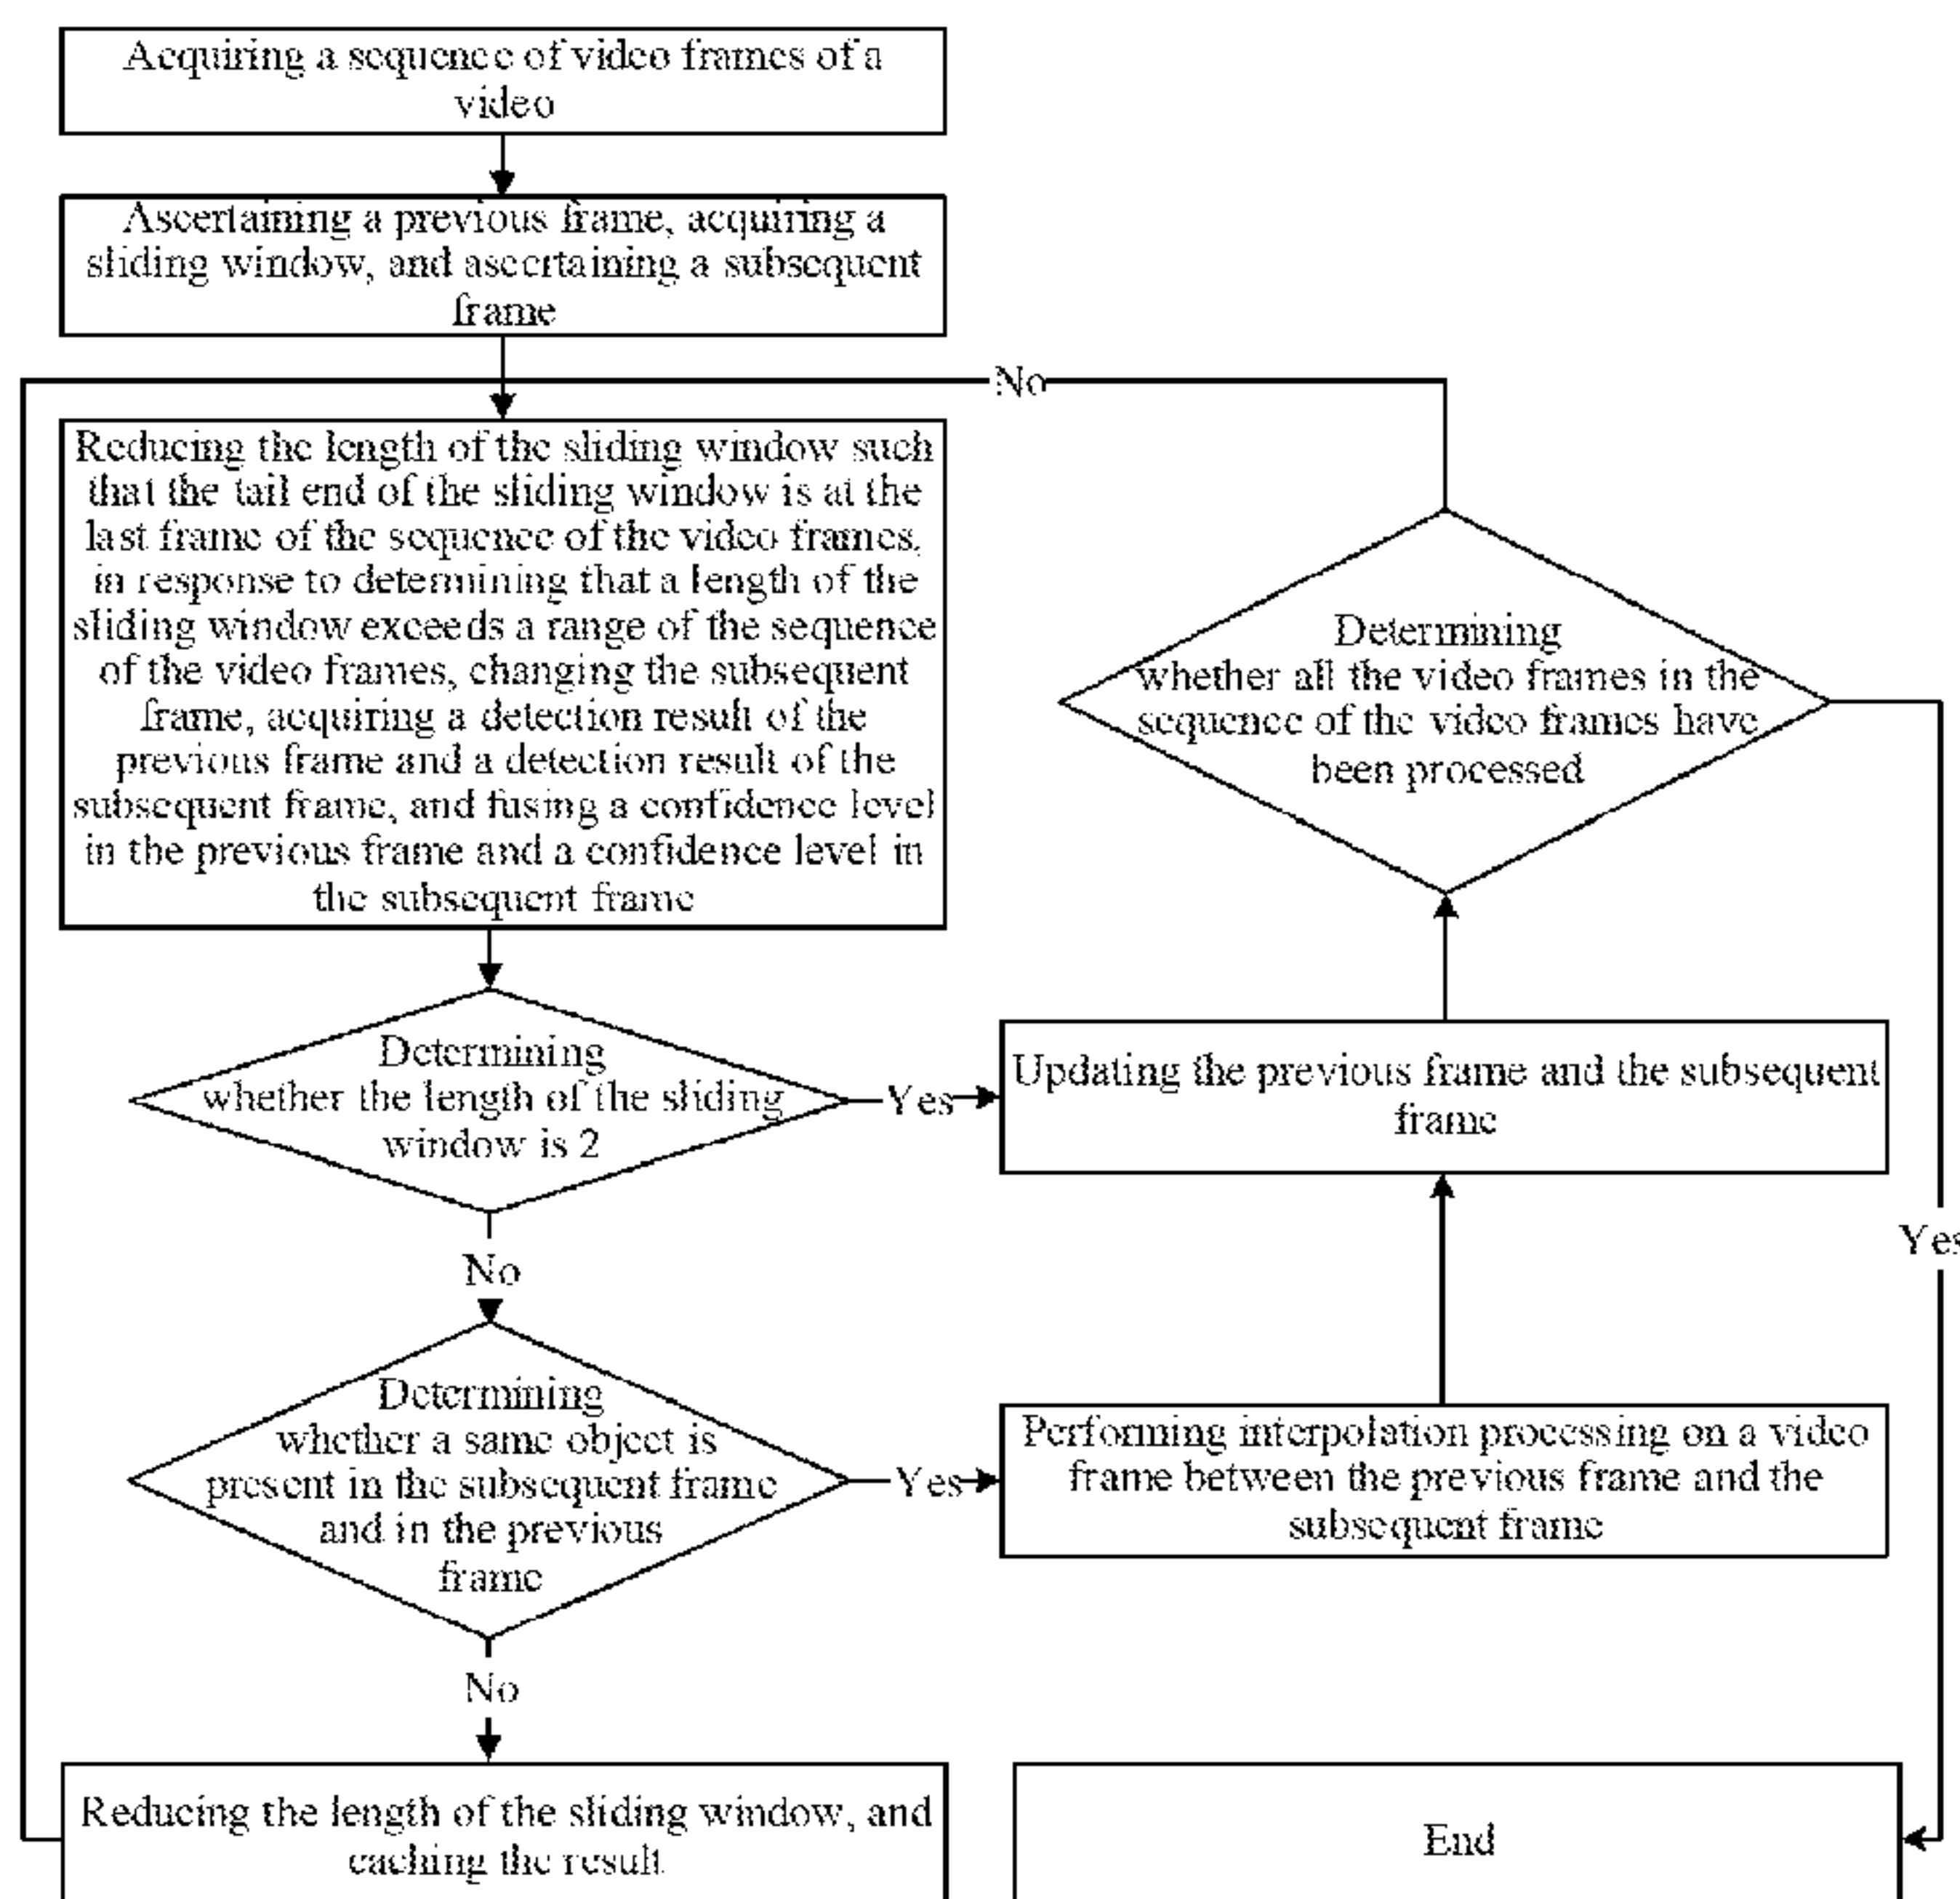 Acquiring a sequence of video frames of a
video
Ascertaining a previous frame, acquiring a
sliding window, and ascertaining a subsequent
frame
No
Reducing the length of the sliding window such
that the tail end of the sliding window is at the
last frame of the sequence of the video frames,
in response to determining that a length of the
sliding window exceeds a range of the sequence
of the video frames, changing the subsequent
frame, acquiring a detection result of the
previous frame and a detection result of the
subsequent frame, and fusing a confidence level
in the previous frame and a confidence level in
the subsequent frame
Determining
whether all the video frames in the
sequence of the video frames have
been processed
Determining
whether the length of the sliding
window is 2
Yes
Updating the previous frame and the subsequent
frame
Yes
No
Determining
whether a same object is
present in the subsequent frame
and in the previous
frame
Yes
Performing interpolation processing on a video
frame between the previous frame and the
subsequent frame
No
Reducing the length of the sliding window, and
caching the result
End